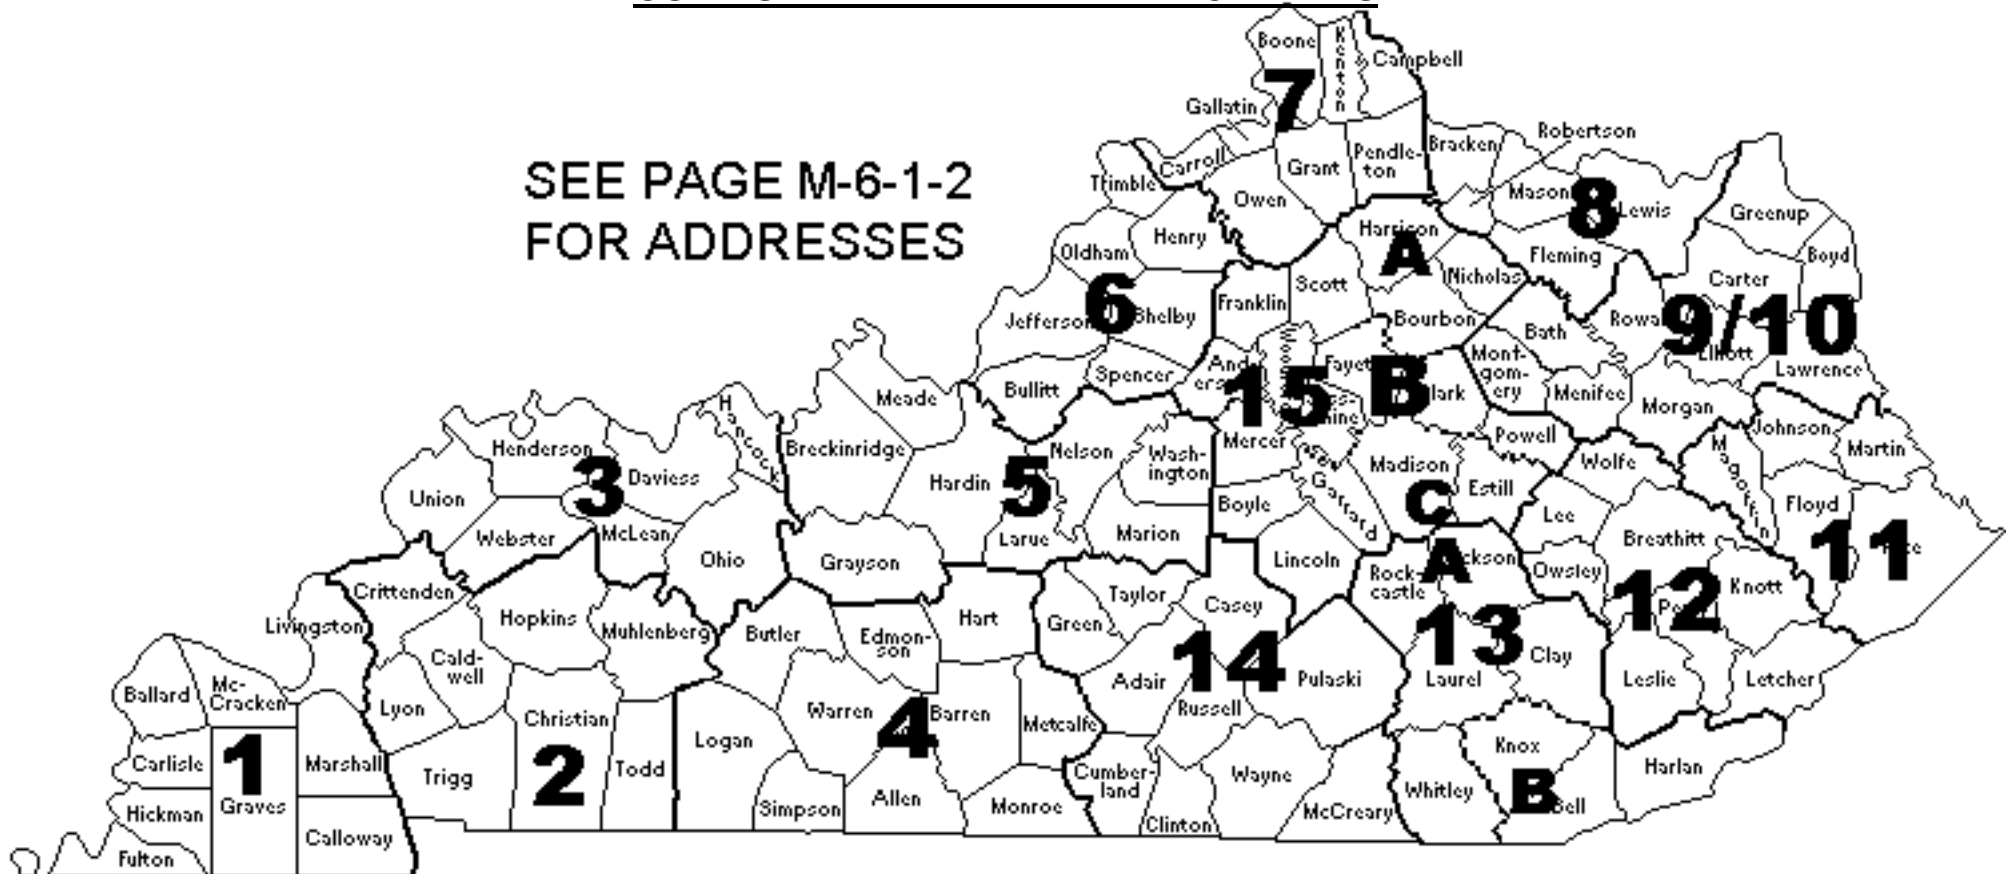 Boone
Kenton
Campbell
7
Gallatin
Robertson
Bracken
Carroll
Grant
Pendle-
ton
SEE PAGE M-6-1-2
FOR ADDRESSES
Trimble
Owen
Mason
8
Lewis
Greenup
Harrison
A
Henry
Oldham
Fleming
Boyd
Nicholas
Carter
Scott
Franklin
6
Shelby
Jefferson
Bourbon
Bath
9/10
Elliott
Mont-
gom-
ery
Lawrence
Spencer
Bullitt
15
B
Menifee
Morgan
Meade
Hancock
Breckinridge
Henderson
3
Daviess
Union
Webster
McLean
Ohio
Hardin
5
Nelson
Wash-
ington
Mercer
Powell
Johnson
Martin
Magoffin
Wolfe
Madison
Estill
C
Garrard
Boyle
Lee
Floyd
11
Larue
Marion
Grayson
Lincoln
Rock-
castle
A
Owsley
Breathitt
12
Knott
Crittenden
Livingston
Hopkins
Muhlenberg
Butler
Edmon-
son
Hart
Green
Taylor
Casey
14
13
Clay
Laurel
Leslie
Letcher
Ballard
Mc-
Cracken
Cald-
well
Lyon
Christian
Warren
4
Barren
Metcalfe
Adair
Russell
Pulaski
Carlisle
1
Graves
Marshall
Trigg
2
Todd
Logan
Simpson
Allen
Monroe
Cumber-
land
Clinton
Wayne
McCreary
Whitley
Knox
B
Bell
Harlan
Hickman
Calloway
Fulton